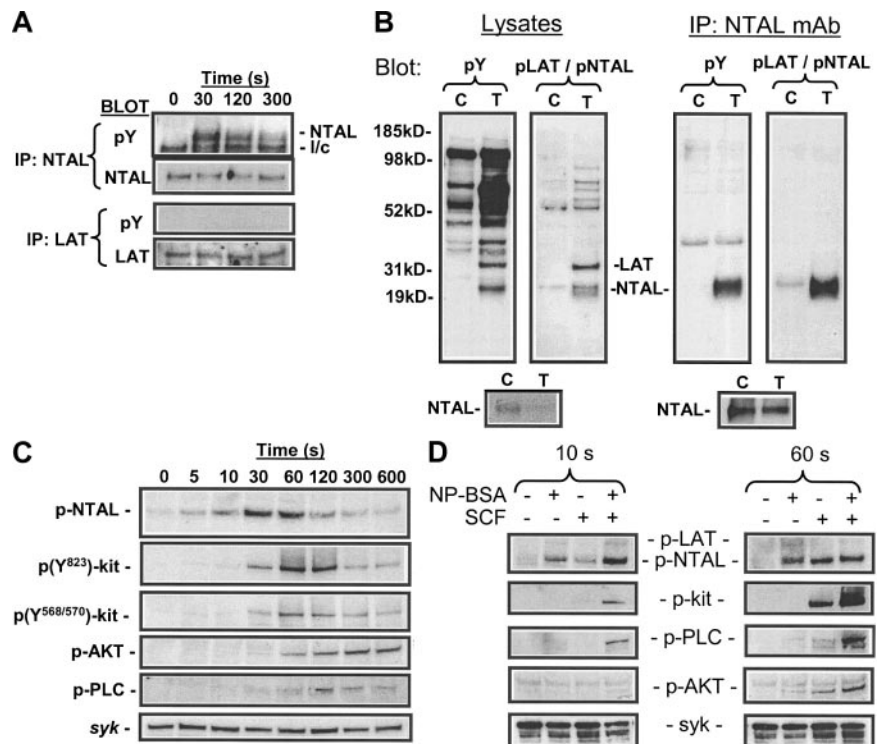 A
Time (s)
BLOT 0 30 120 300
IP: NTAL
pY
- NTAL
- I/c
NTAL
IP: LAT
pY
LAT
B
Lysates
IP: NTAL mAb
Blot: pY pLAT / pNTAL pY pLAT / pNTAL
C T C T C T C T
185kD-
98kD-
52kD-
31kD-
19kD-
-LAT
-NTAL-
C T
NTAL-
C T
NTAL-
C
Time (s)
0 5 10 30 60 120 300 600
p-NTAL -
p(Y823)-kit -
p(Y568/570)-kit -
p-AKT -
p-PLC -
syk -
D
10 s
60 s
NP-BSA - + - + - + - +
SCF - - + + - - + +
- p-LAT -
- p-NTAL -
- p-kit -
- p-PLC -
- p-AKT -
- syk -